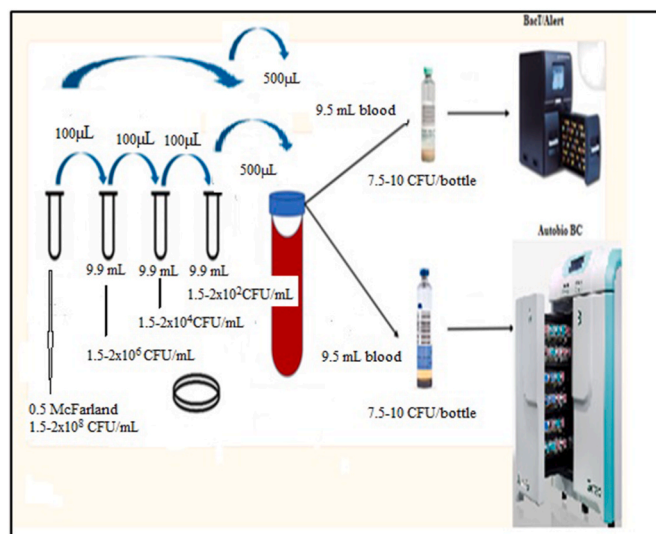 BacT/Alert
500µL
9.5 mL blood
100µL
100µL
100µL
500µL
7.5-10 CFU/bottle
Autobio BC
9.9 mL
9.9 mL
9.9 mL
1.5-2x10²CFU/mL
1.5-2x10⁴CFU/mL
9.5 mL blood
1.5-2x10⁶ CFU/mL
0.5 McFarland
1.5-2x10⁸ CFU/mL
7.5-10 CFU/bottle